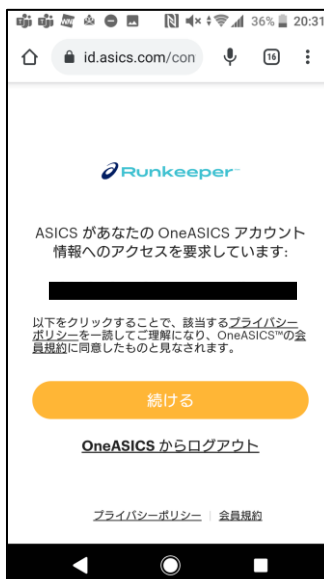 36% 20:31
id.asics.com/con
16
Runkeeper™
ASICS があなたの OneASICS アカウント
情報へのアクセスを要求しています:
以下をクリックすることで、該当するプライバシー
ポリシーを一読してご理解になり、OneASICS™の会
員規約に同意したものと見なされます。
続ける
OneASICS からログアウト
プライバシーポリシー | 会員規約